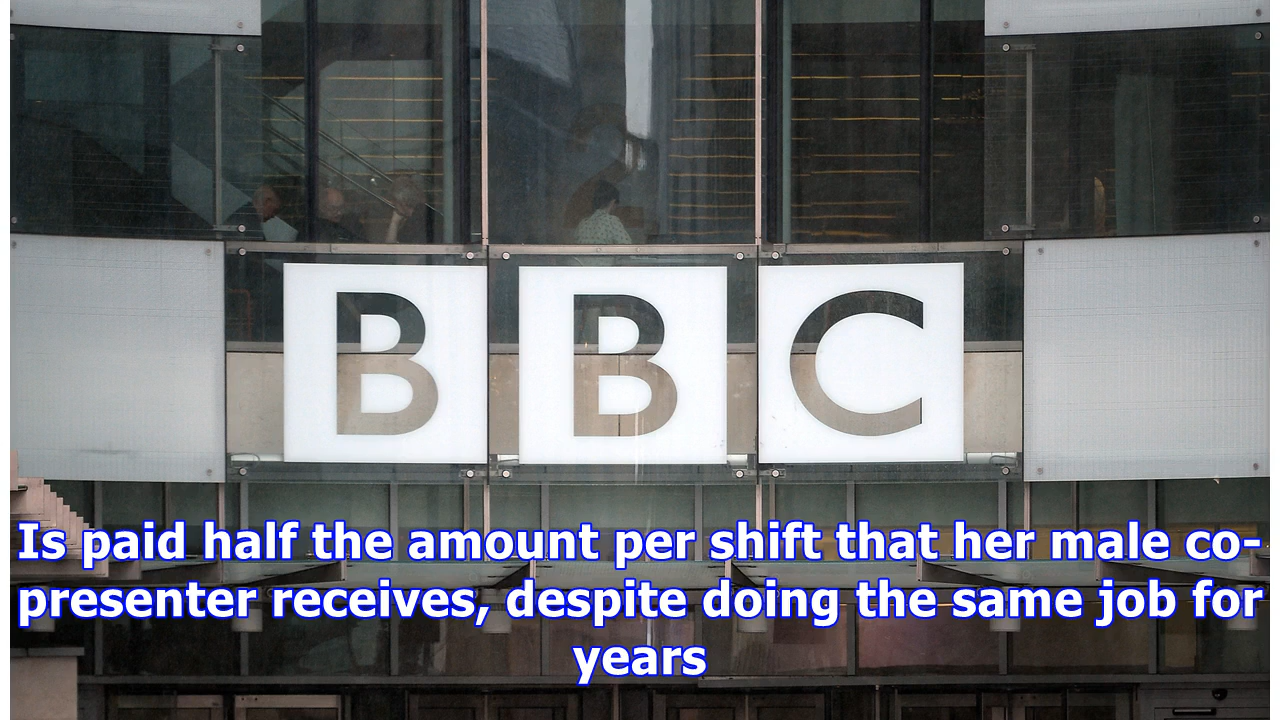 BBC
Is paid half the amount per shift that her male co-
presenter receives, despite doing the same job for
years